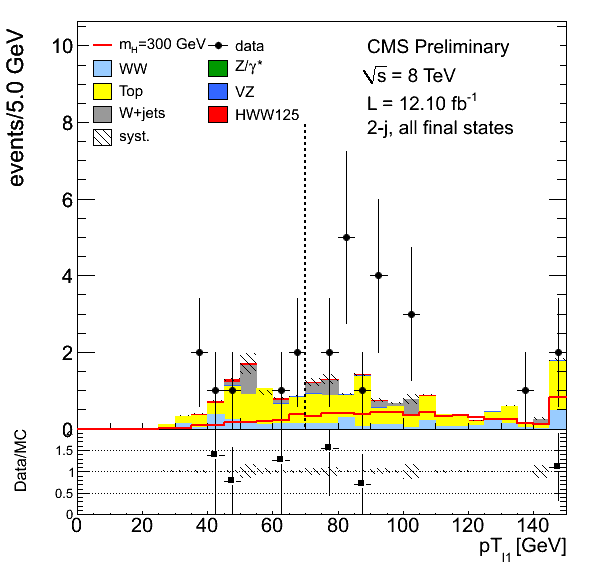 events/5.0 GeV
10
8
6
4
2
0
m_H=300 GeV
data
WW
Z/γ*
Top
VZ
W+jets
HWW125
syst.
CMS Preliminary
√s = 8 TeV
L = 12.10 fb⁻¹
2-j, all final states
Data/MC
2
1.5
1
0.5
0
0 20 40 60 80 100 120 140
pT_l1 [GeV]